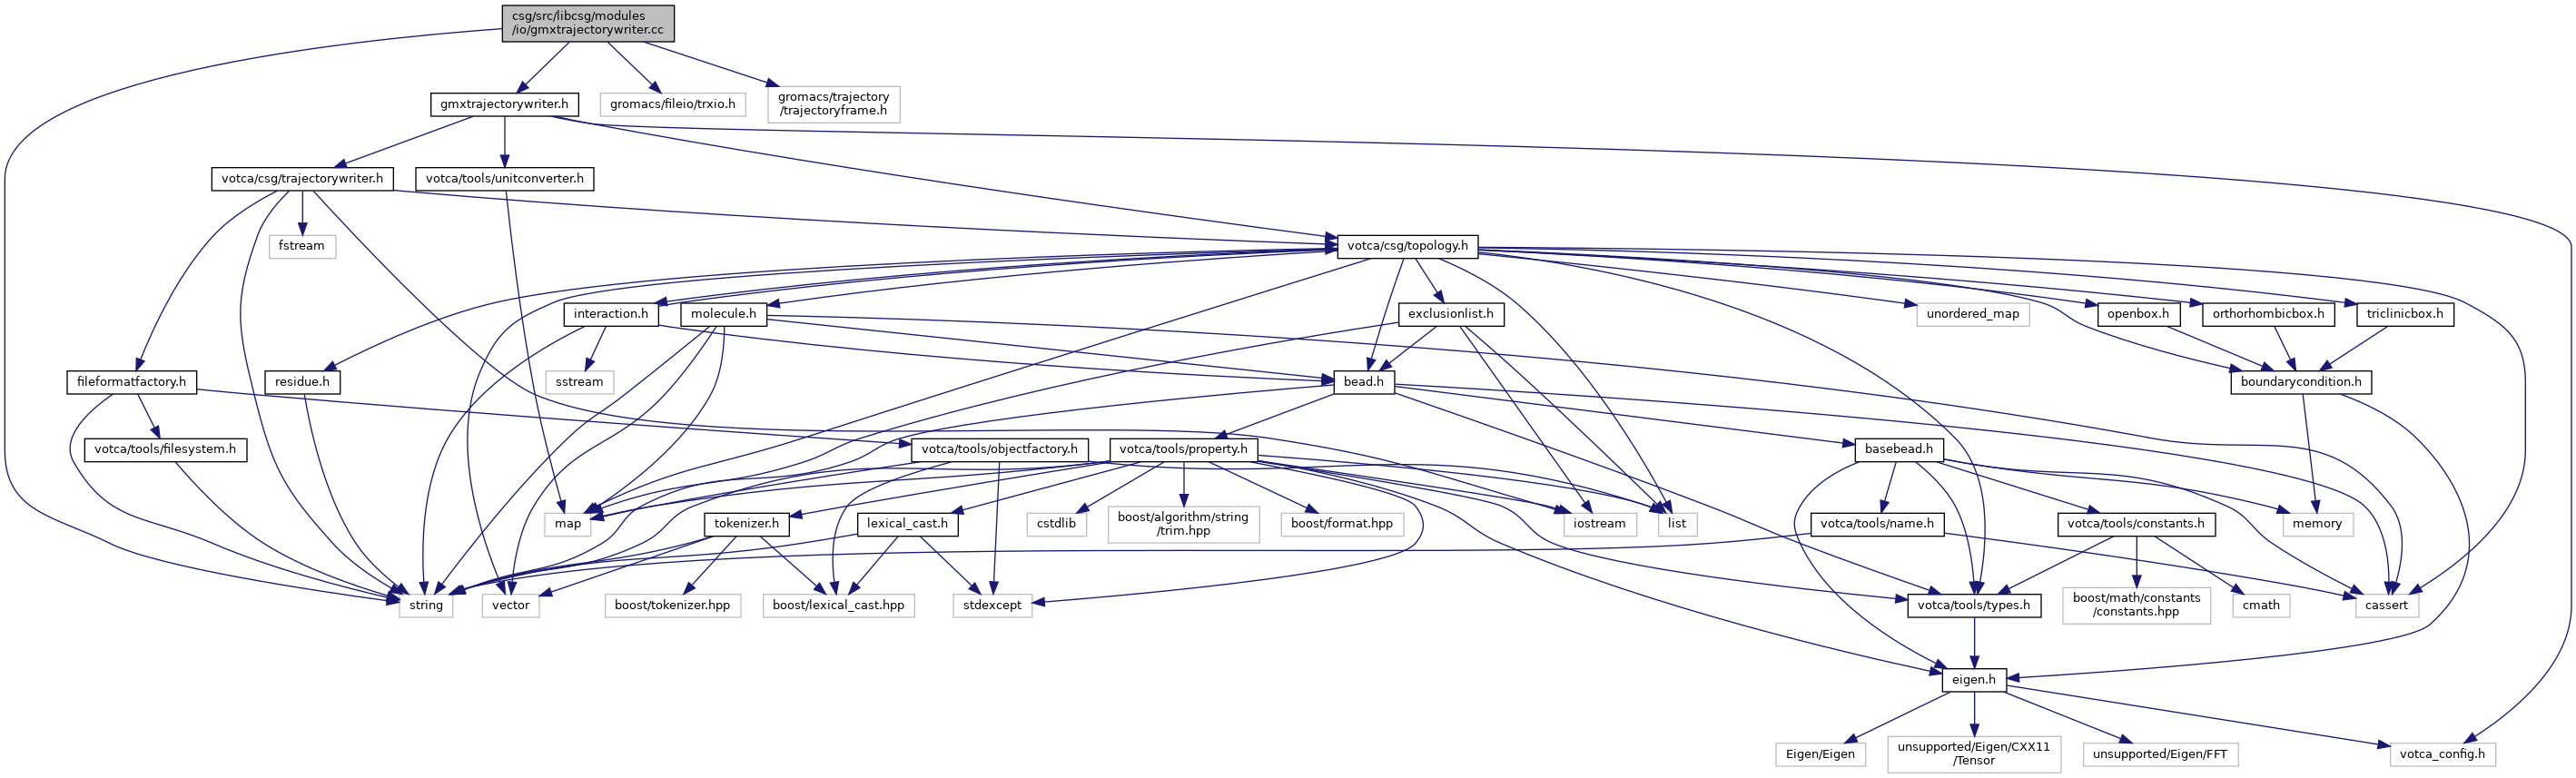 csg/src/libcsg/modules
/io/gmxtrajectorywriter.cc
gmxtrajectorywriter.h
gromacs/fileio/trxio.h
gromacs/trajectory
/trajectoryframe.h
votca/csg/trajectorywriter.h
votca/tools/unitconverter.h
fstream
votca/csg/topology.h
interaction.h
molecule.h
exclusionlist.h
unordered_map
openbox.h
orthorhombicbox.h
triclinicbox.h
fileformatfactory.h
residue.h
sstream
bead.h
boundarycondition.h
votca/tools/filesystem.h
votca/tools/objectfactory.h
votca/tools/property.h
basebead.h
map
tokenizer.h
lexical_cast.h
cstdlib
boost/algorithm/string
/trim.hpp
boost/format.hpp
iostream
list
votca/tools/name.h
votca/tools/constants.h
memory
string
vector
boost/tokenizer.hpp
boost/lexical_cast.hpp
stdexcept
votca/tools/types.h
boost/math/constants
/constants.hpp
cmath
cassert
eigen.h
Eigen/Eigen
unsupported/Eigen/CXX11
/Tensor
unsupported/Eigen/FFT
votca_config.h